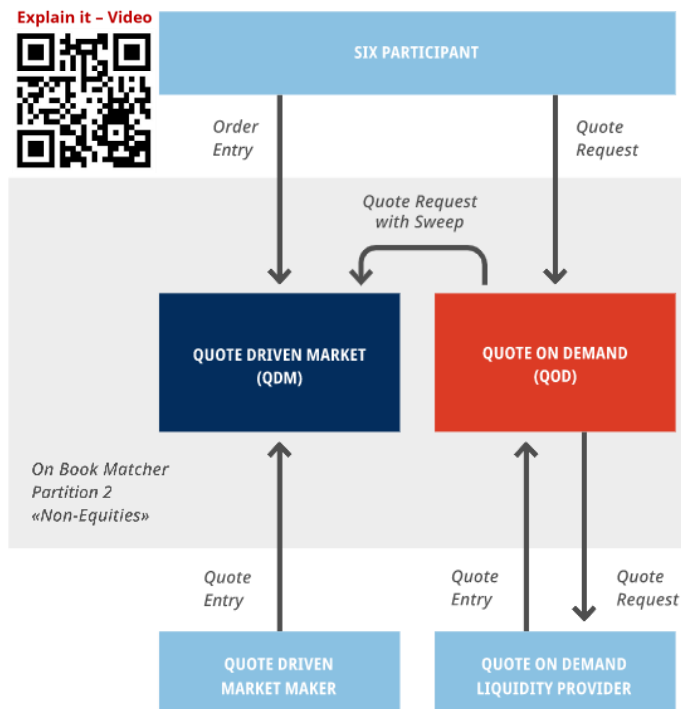 Explain it – Video
SIX PARTICIPANT
Order
Entry
Quote
Request
Quote Request
with Sweep
QUOTE DRIVEN MARKET
(QDM)
QUOTE ON DEMAND
(QOD)
On Book Matcher
Partition 2
«Non-Equities»
Quote
Entry
Quote
Entry
Quote
Request
QUOTE DRIVEN
MARKET MAKER
QUOTE ON DEMAND
LIQUIDITY PROVIDER